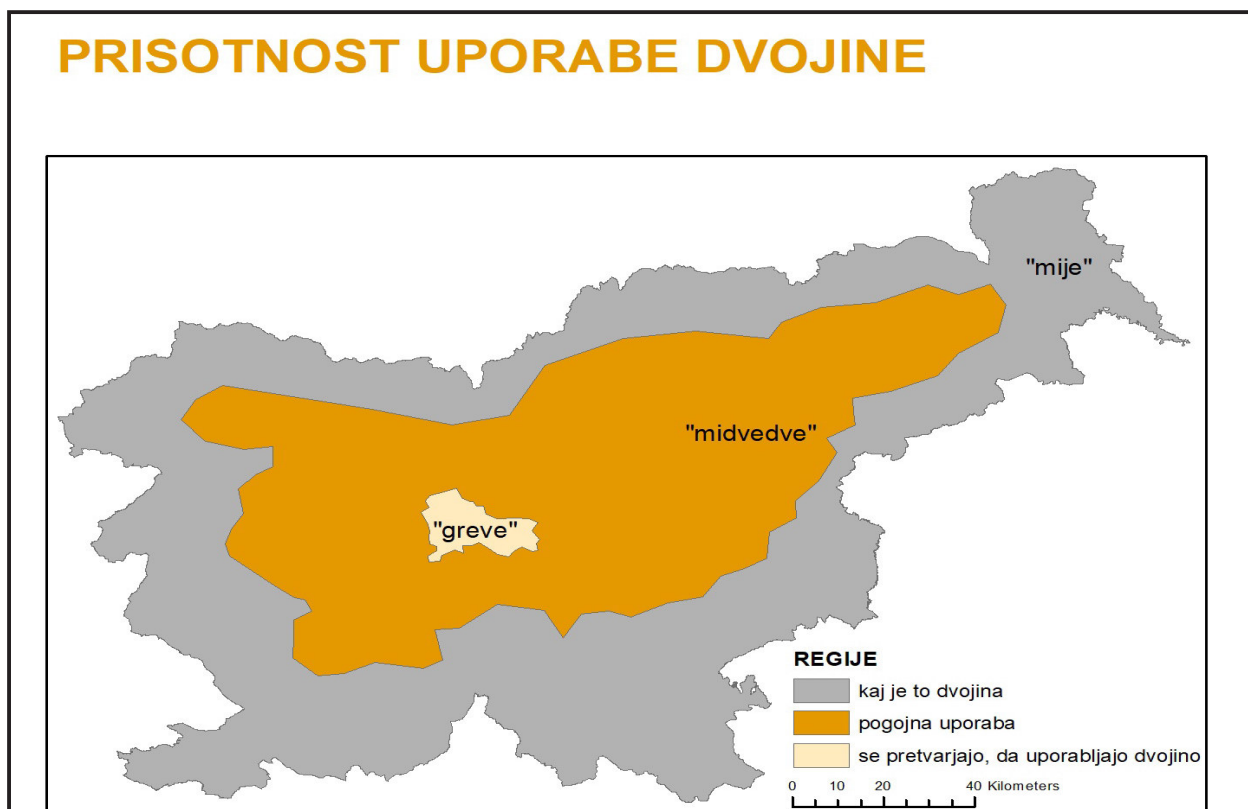 PRISOTNOST UPORABE DVOJINE
"mije"
"midvedve"
"greve"
REGIJE
kaj je to dvojina
pogojna uporaba
se pretvarjajo, da uporabljajo dvojino
0 10 20 40 Kilometers